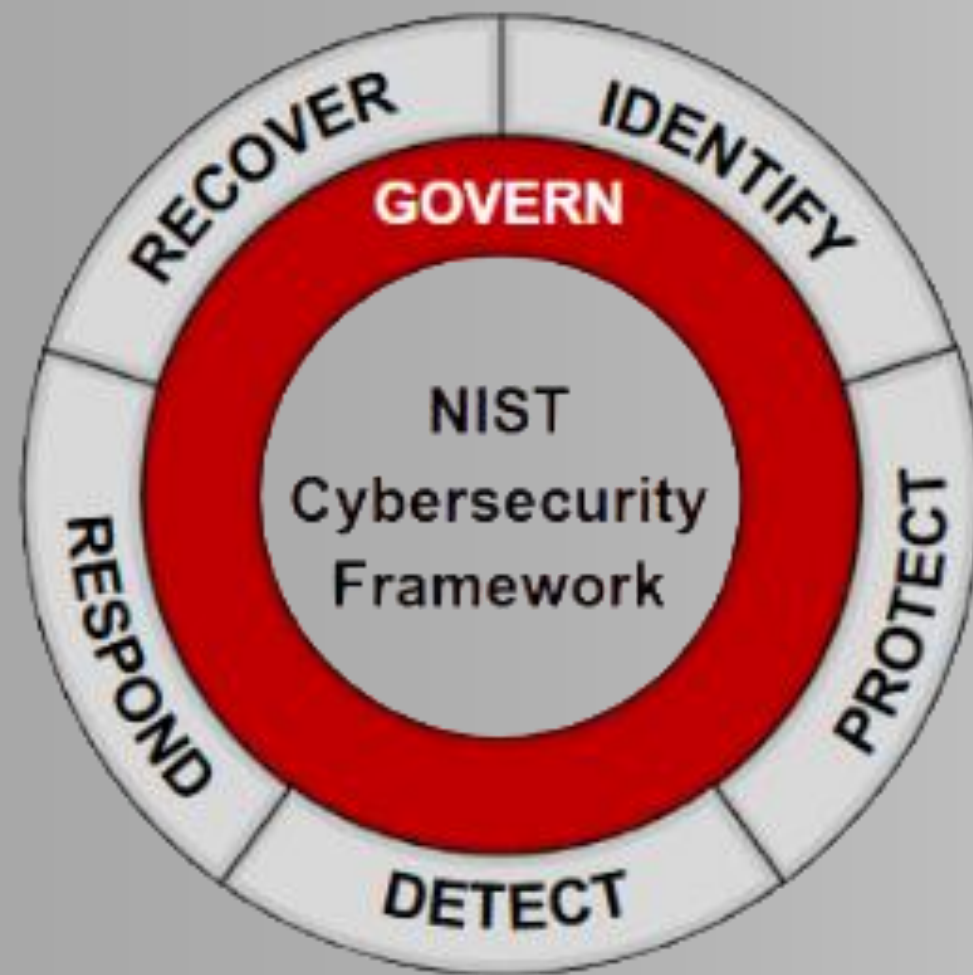 RECOVER
IDENTIFY
GOVERN
NIST
Cybersecurity
Framework
RESPOND
PROTECT
DETECT